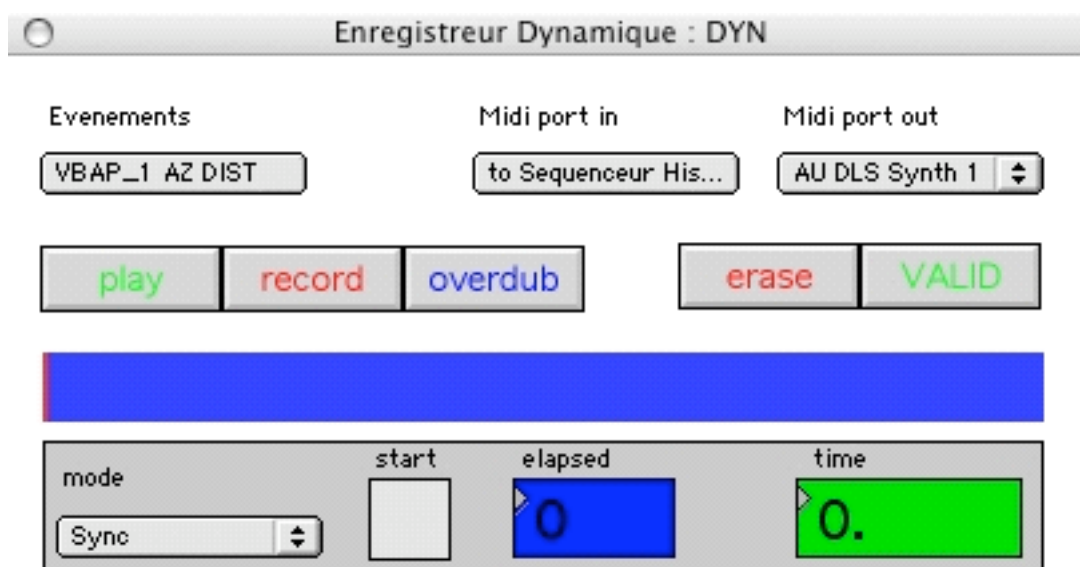 Enregistreur Dynamique : DYN
Evenements Midi port in Midi port out
VBAP_1 AZ DIST to Sequenceur His... AU DLS Synth 1
play record overdub erase VALID
start elapsed time
mode
0 0.
Sync